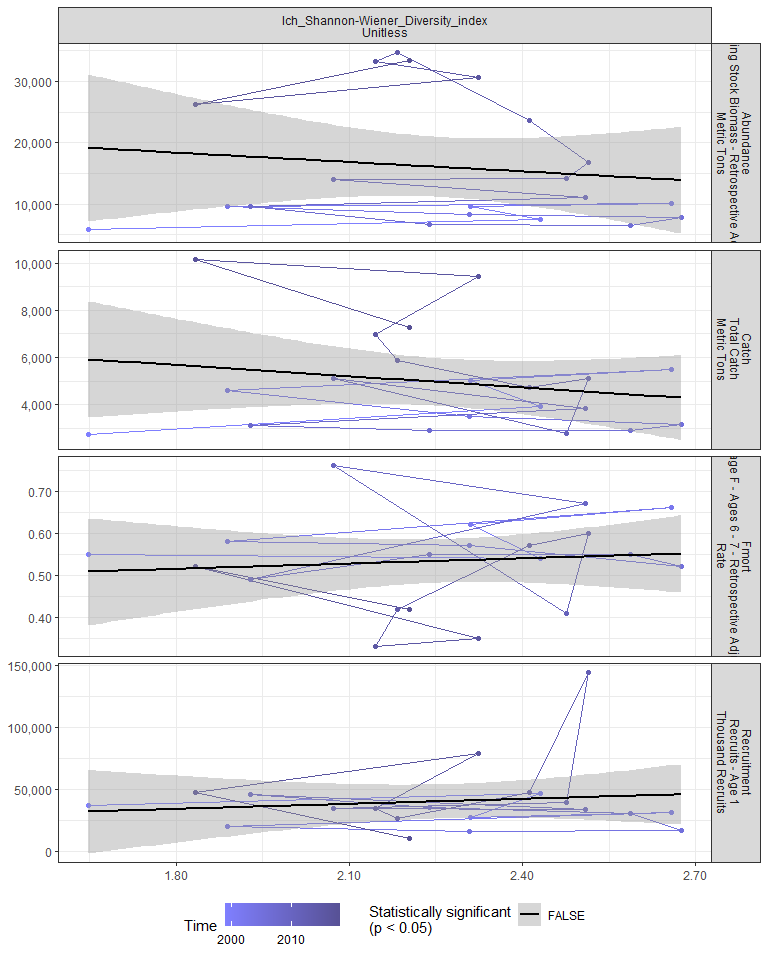 Ich_Shannon-Wiener_Diversity_index
Unitless
30,000
20,000
10,000
Abundance
ing Stock Biomass - Retrospective A
Metric Tons
10,000
8,000
6,000
4,000
Catch
Total Catch
Metric Tons
0.70
0.60
0.50
0.40
Fmort
age F - Ages 6 - 7 - Retrospective Adj
Rate
150,000
100,000
50,000
0
Recruitment
Recruits - Age 1
Thousand Recruits
1.80 2.10 2.40 2.70
Time
2000 2010
Statistically significant
(p < 0.05)
FALSE